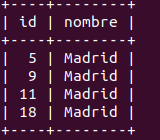 +----+--------+
| id | nombre |
+----+--------+
|  5 | Madrid |
|  9 | Madrid |
| 11 | Madrid |
| 18 | Madrid |
+----+--------+